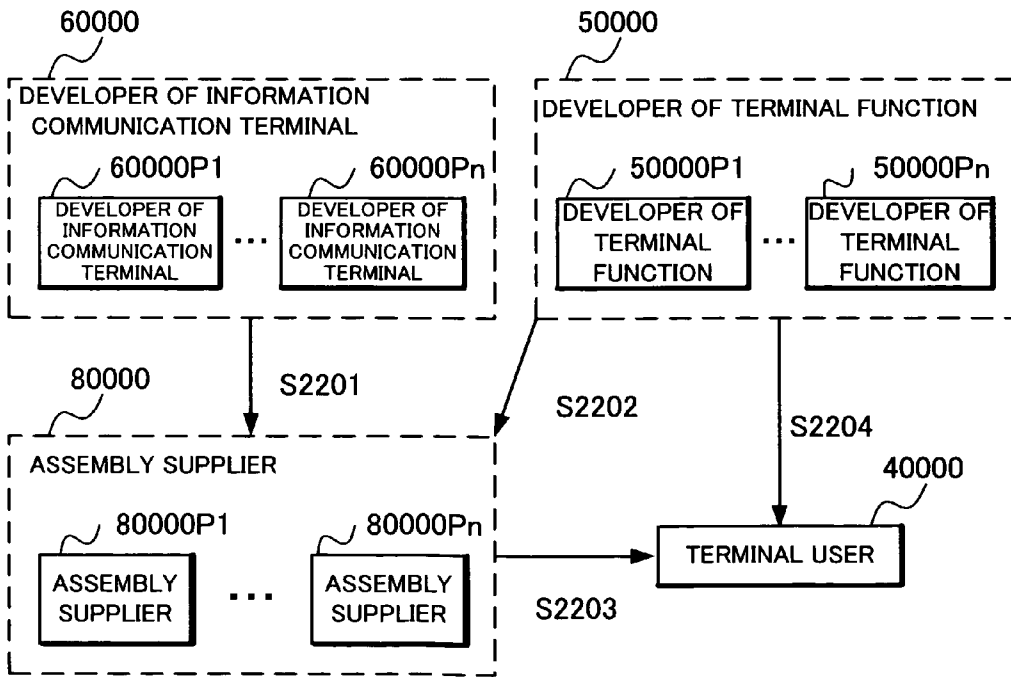 60000
50000
DEVELOPER OF INFORMATION
COMMUNICATION TERMINAL
DEVELOPER OF TERMINAL FUNCTION
60000P1
60000Pn
50000P1
50000Pn
DEVELOPER OF
INFORMATION
COMMUNICATION
TERMINAL
...
DEVELOPER OF
INFORMATION
COMMUNICATION
TERMINAL
DEVELOPER OF
TERMINAL
FUNCTION
...
DEVELOPER OF
TERMINAL
FUNCTION
80000
S2201
S2202
S2204
ASSEMBLY SUPPLIER
40000
80000P1
80000Pn
ASSEMBLY
SUPPLIER
...
ASSEMBLY
SUPPLIER
TERMINAL USER
S2203